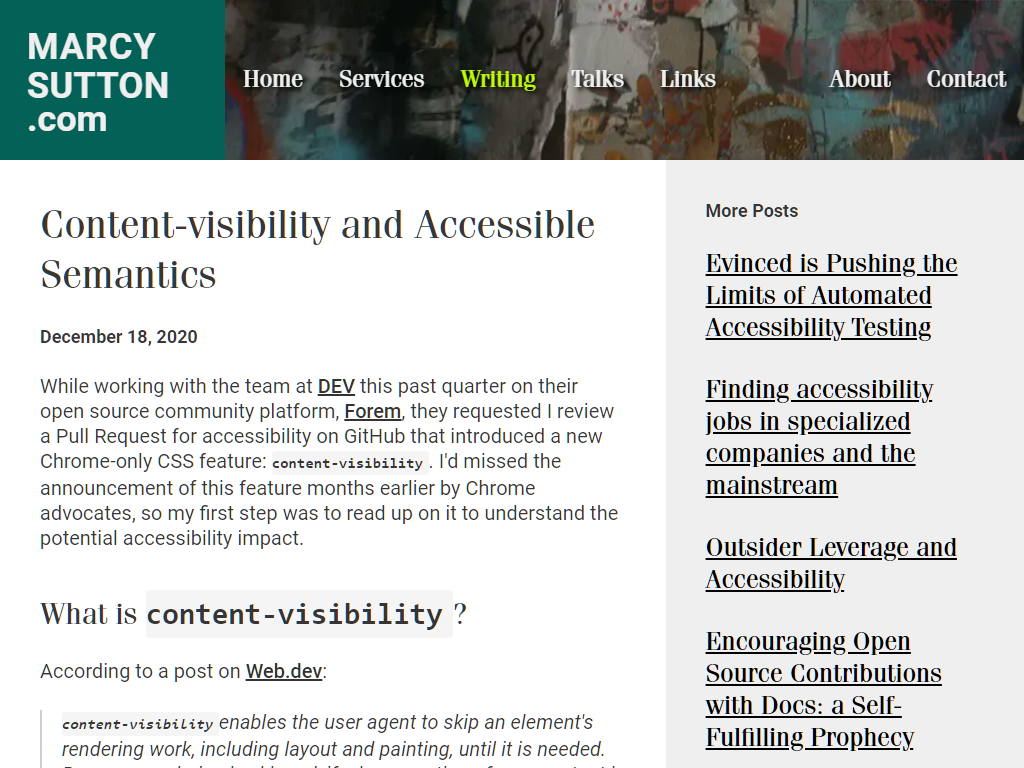 MARCY
SUTTON
.com
Home Services Writing Talks Links About Contact
Content-visibility and Accessible
Semantics
December 18, 2020
While working with the team at DEV this past quarter on their
open source community platform, Forem, they requested I review
a Pull Request for accessibility on GitHub that introduced a new
Chrome-only CSS feature: content-visibility. I'd missed the
announcement of this feature months earlier by Chrome
advocates, so my first step was to read up on it to understand the
potential accessibility impact.
What is content-visibility?
According to a post on Web.dev:
content-visibility enables the user agent to skip an element's
rendering work, including layout and painting, until it is needed.
More Posts
Evinced is Pushing the
Limits of Automated
Accessibility Testing
Finding accessibility
jobs in specialized
companies and the
mainstream
Outsider Leverage and
Accessibility
Encouraging Open
Source Contributions
with Docs: a Self-
Fulfilling Prophecy